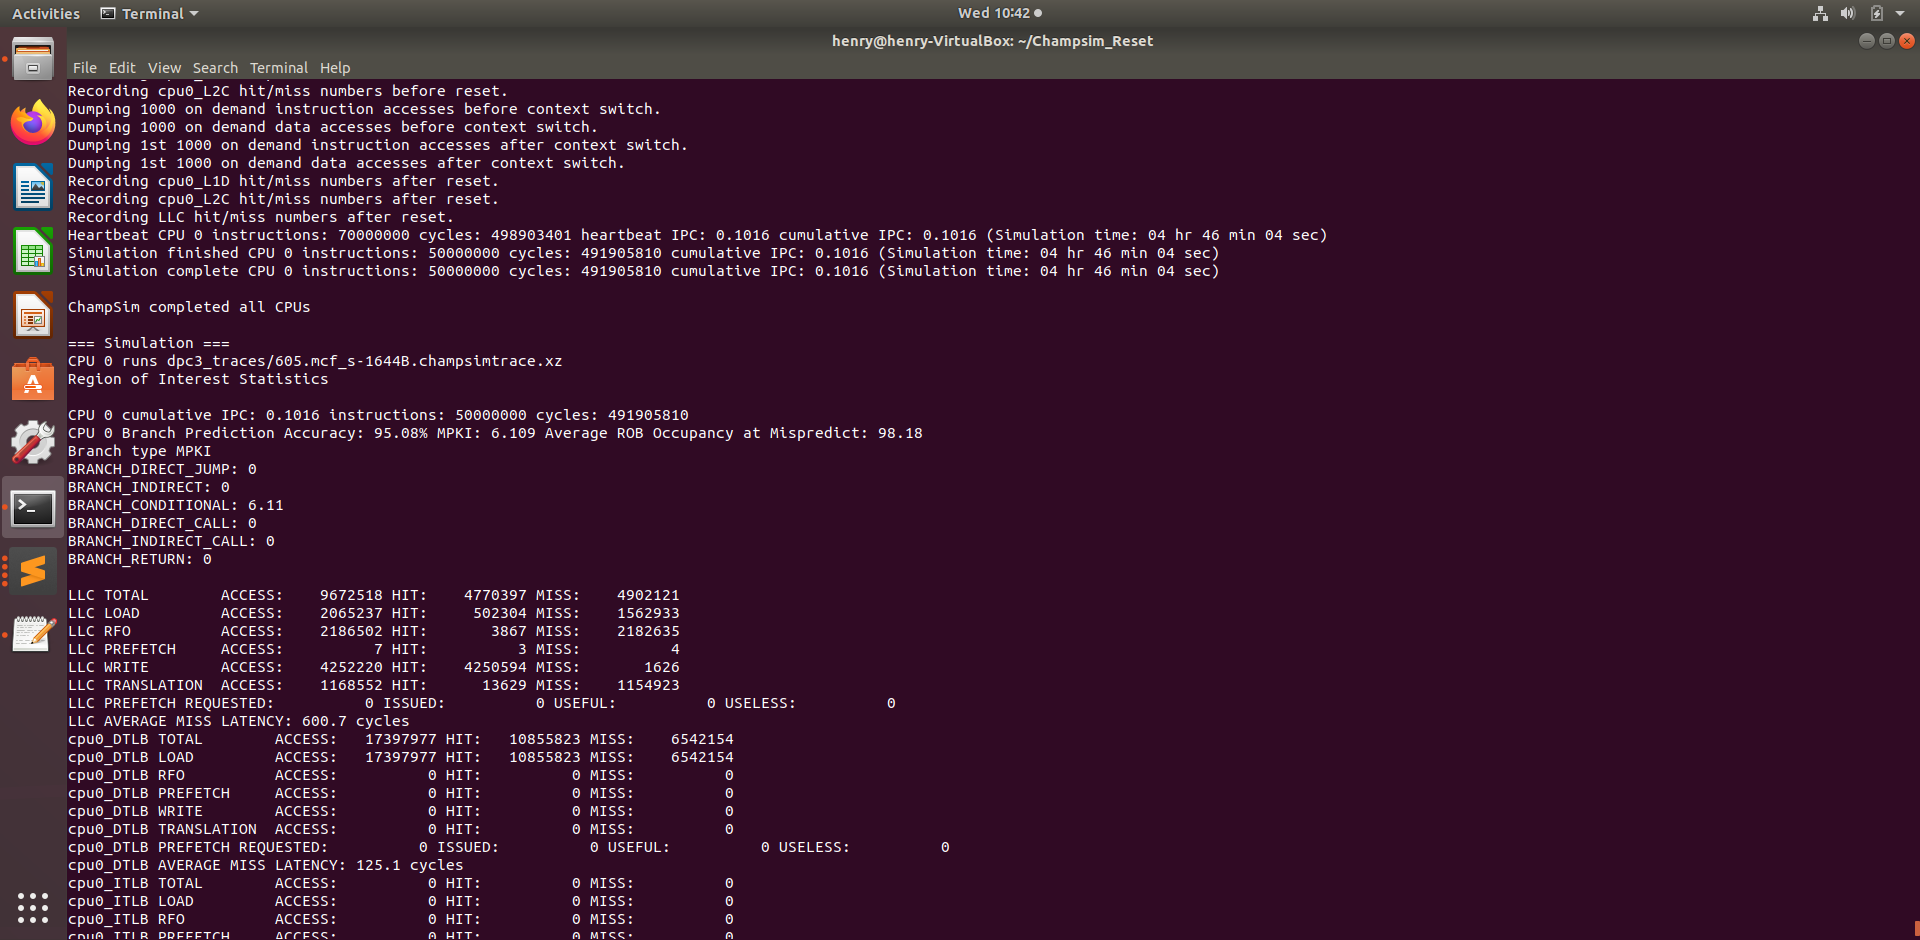 Activities Terminal Wed 10:42
henry@henry-VirtualBox: ~/Champsim_Reset
File Edit View Search Terminal Help
Recording cpu0_L2C hit/miss numbers before reset.
Dumping 1000 on demand instruction accesses before context switch.
Dumping 1000 on demand data accesses before context switch.
Dumping 1st 1000 on demand instruction accesses after context switch.
Dumping 1st 1000 on demand data accesses after context switch.
Recording cpu0_L1D hit/miss numbers after reset.
Recording cpu0_L2C hit/miss numbers after reset.
Recording LLC hit/miss numbers after reset.
Heartbeat CPU 0 instructions: 70000000 cycles: 498903401 heartbeat IPC: 0.1016 cumulative IPC: 0.1016 (Simulation time: 04 hr 46 min 04 sec)
Simulation finished CPU 0 instructions: 50000000 cycles: 491905810 cumulative IPC: 0.1016 (Simulation time: 04 hr 46 min 04 sec)
Simulation complete CPU 0 instructions: 50000000 cycles: 491905810 cumulative IPC: 0.1016 (Simulation time: 04 hr 46 min 04 sec)
ChampSim completed all CPUs
=== Simulation ===
CPU 0 runs dpc3_traces/605.mcf_s-1644B.champsimtrace.xz
Region of Interest Statistics
CPU 0 cumulative IPC: 0.1016 instructions: 50000000 cycles: 491905810
CPU 0 Branch Prediction Accuracy: 95.08% MPKI: 6.109 Average ROB Occupancy at Mispredict: 98.18
Branch type MPKI
BRANCH_DIRECT_JUMP: 0
BRANCH_INDIRECT: 0
BRANCH_CONDITIONAL: 6.11
BRANCH_DIRECT_CALL: 0
BRANCH_INDIRECT_CALL: 0
BRANCH_RETURN: 0
LLC TOTAL ACCESS: 9672518 HIT: 4770397 MISS: 4902121
LLC LOAD ACCESS: 2065237 HIT: 502304 MISS: 1562933
LLC RFO ACCESS: 2186502 HIT: 3867 MISS: 2182635
LLC PREFETCH ACCESS: 7 HIT: 3 MISS: 4
LLC WRITE ACCESS: 4252220 HIT: 4250594 MISS: 1626
LLC TRANSLATION ACCESS: 1168552 HIT: 13629 MISS: 1154923
LLC PREFETCH REQUESTED: 0 ISSUED: 0 USEFUL: 0 USELESS: 0
LLC AVERAGE MISS LATENCY: 600.7 cycles
cpu0_DTLB TOTAL ACCESS: 17397977 HIT: 10855823 MISS: 6542154
cpu0_DTLB LOAD ACCESS: 17397977 HIT: 10855823 MISS: 6542154
cpu0_DTLB RFO ACCESS: 0 HIT: 0 MISS: 0
cpu0_DTLB PREFETCH ACCESS: 0 HIT: 0 MISS: 0
cpu0_DTLB WRITE ACCESS: 0 HIT: 0 MISS: 0
cpu0_DTLB TRANSLATION ACCESS: 0 HIT: 0 MISS: 0
cpu0_DTLB PREFETCH REQUESTED: 0 ISSUED: 0 USEFUL: 0 USELESS: 0
cpu0_DTLB AVERAGE MISS LATENCY: 125.1 cycles
cpu0_ITLB TOTAL ACCESS: 0 HIT: 0 MISS: 0
cpu0_ITLB LOAD ACCESS: 0 HIT: 0 MISS: 0
cpu0_ITLB RFO ACCESS: 0 HIT: 0 MISS: 0
cpu0_ITLB PREFETCH ACCESS: 0 HIT: 0 MISS: 0